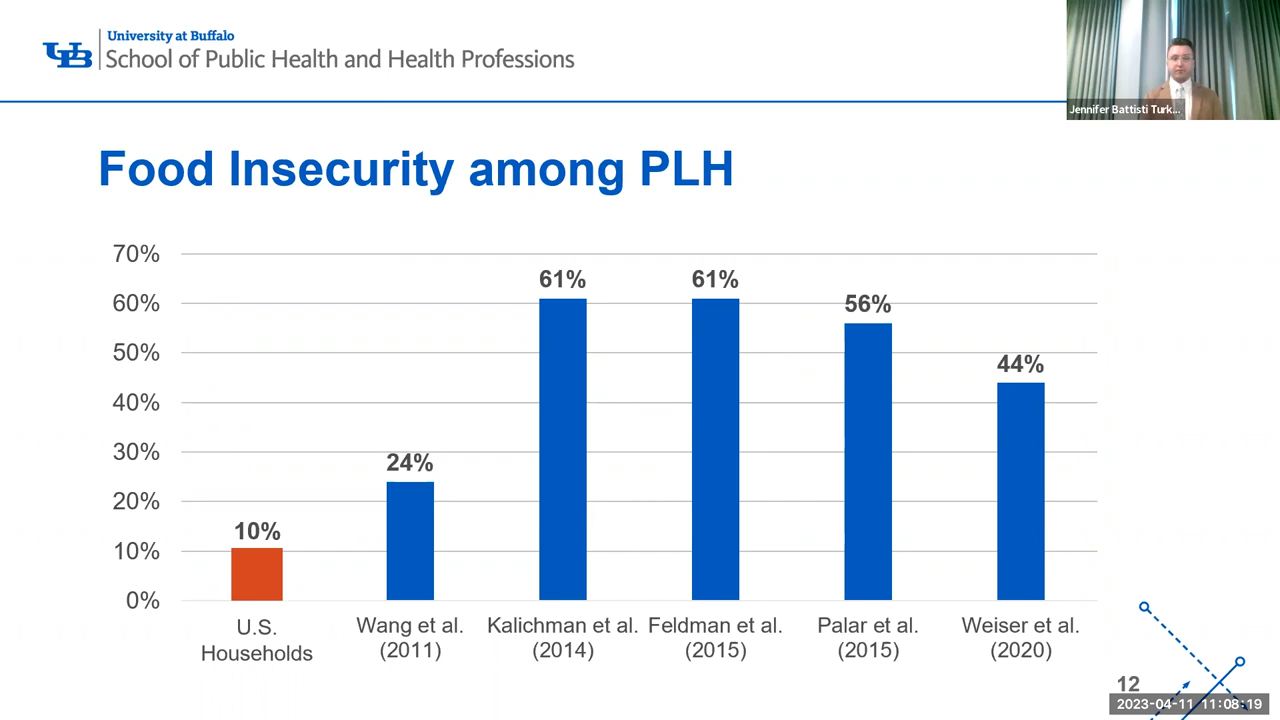 UB
University at Buffalo
School of Public Health and Health Professions
Jennifer Battisti Turk...
Food Insecurity among PLH
70%
60%
50%
40%
30%
20%
10%
0%
10%
24%
61%
61%
56%
44%
U.S.
Households
Wang et al.
(2011)
Kalichman et al.
(2014)
Feldman et al.
(2015)
Palar et al.
(2015)
Weiser et al.
(2020)
12
2023-04-11 11:08:19